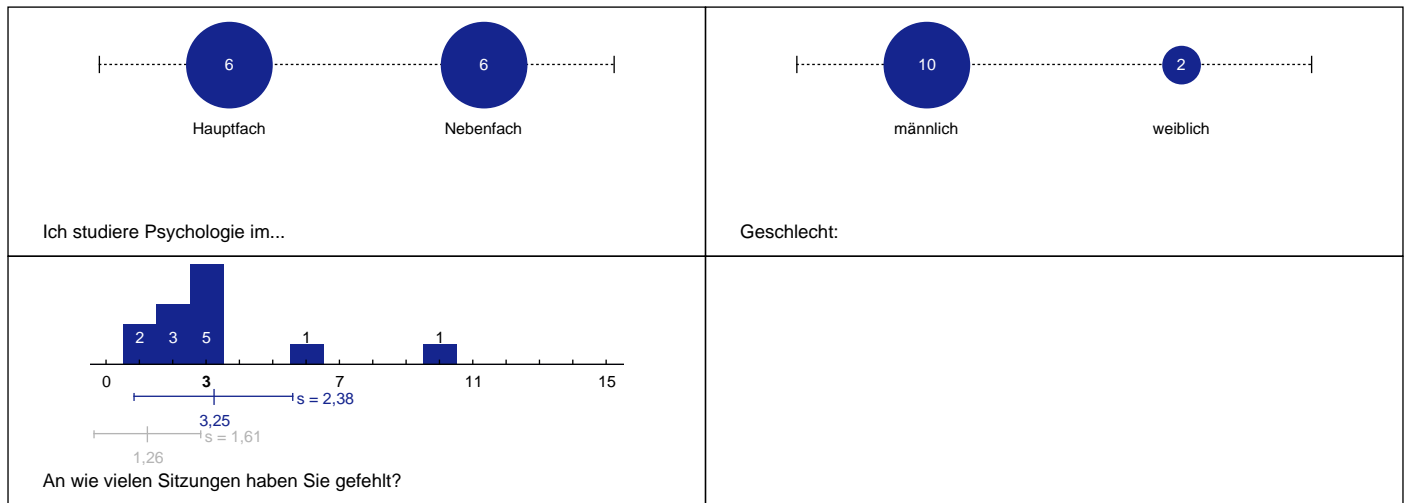 6 6
Hauptfach Nebenfach
Ich studiere Psychologie im...
10 2
männlich weiblich
Geschlecht:
2 3 5 1 1
0 3 7 11 15
s = 2,38
3,25
s = 1,61
1,26
An wie vielen Sitzungen haben Sie gefehlt?